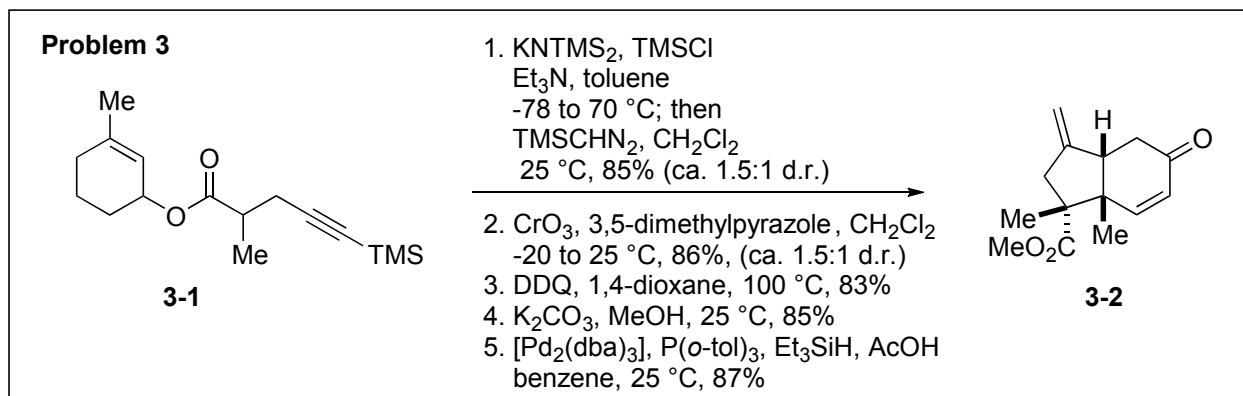 Problem 3
1. KNTMS₂, TMSCl
Et₃N, toluene
-78 to 70 °C; then
TMSCHN₂, CH₂Cl₂
25 °C, 85% (ca. 1.5:1 d.r.)
2. CrO₃, 3,5-dimethylpyrazole, CH₂Cl₂
-20 to 25 °C, 86%, (ca. 1.5:1 d.r.)
3. DDQ, 1,4-dioxane, 100 °C, 83%
4. K₂CO₃, MeOH, 25 °C, 85%
5. [Pd₂(dba)₃], P(o-tol)₃, Et₃SiH, AcOH
benzene, 25 °C, 87%
Me
O
O
Me
TMS
3-1
H
O
Me
Me
MeO₂C
3-2